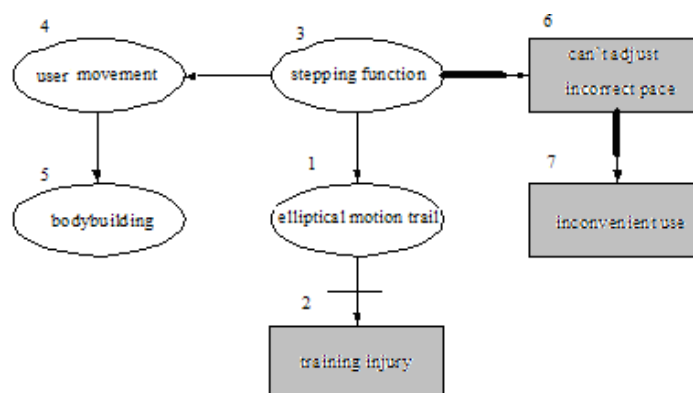 4
user movement
3
stepping function
6
can't adjust
incorrect pace
5
bodybuilding
1
elliptical motion trail
7
inconvenient use
2
training injury